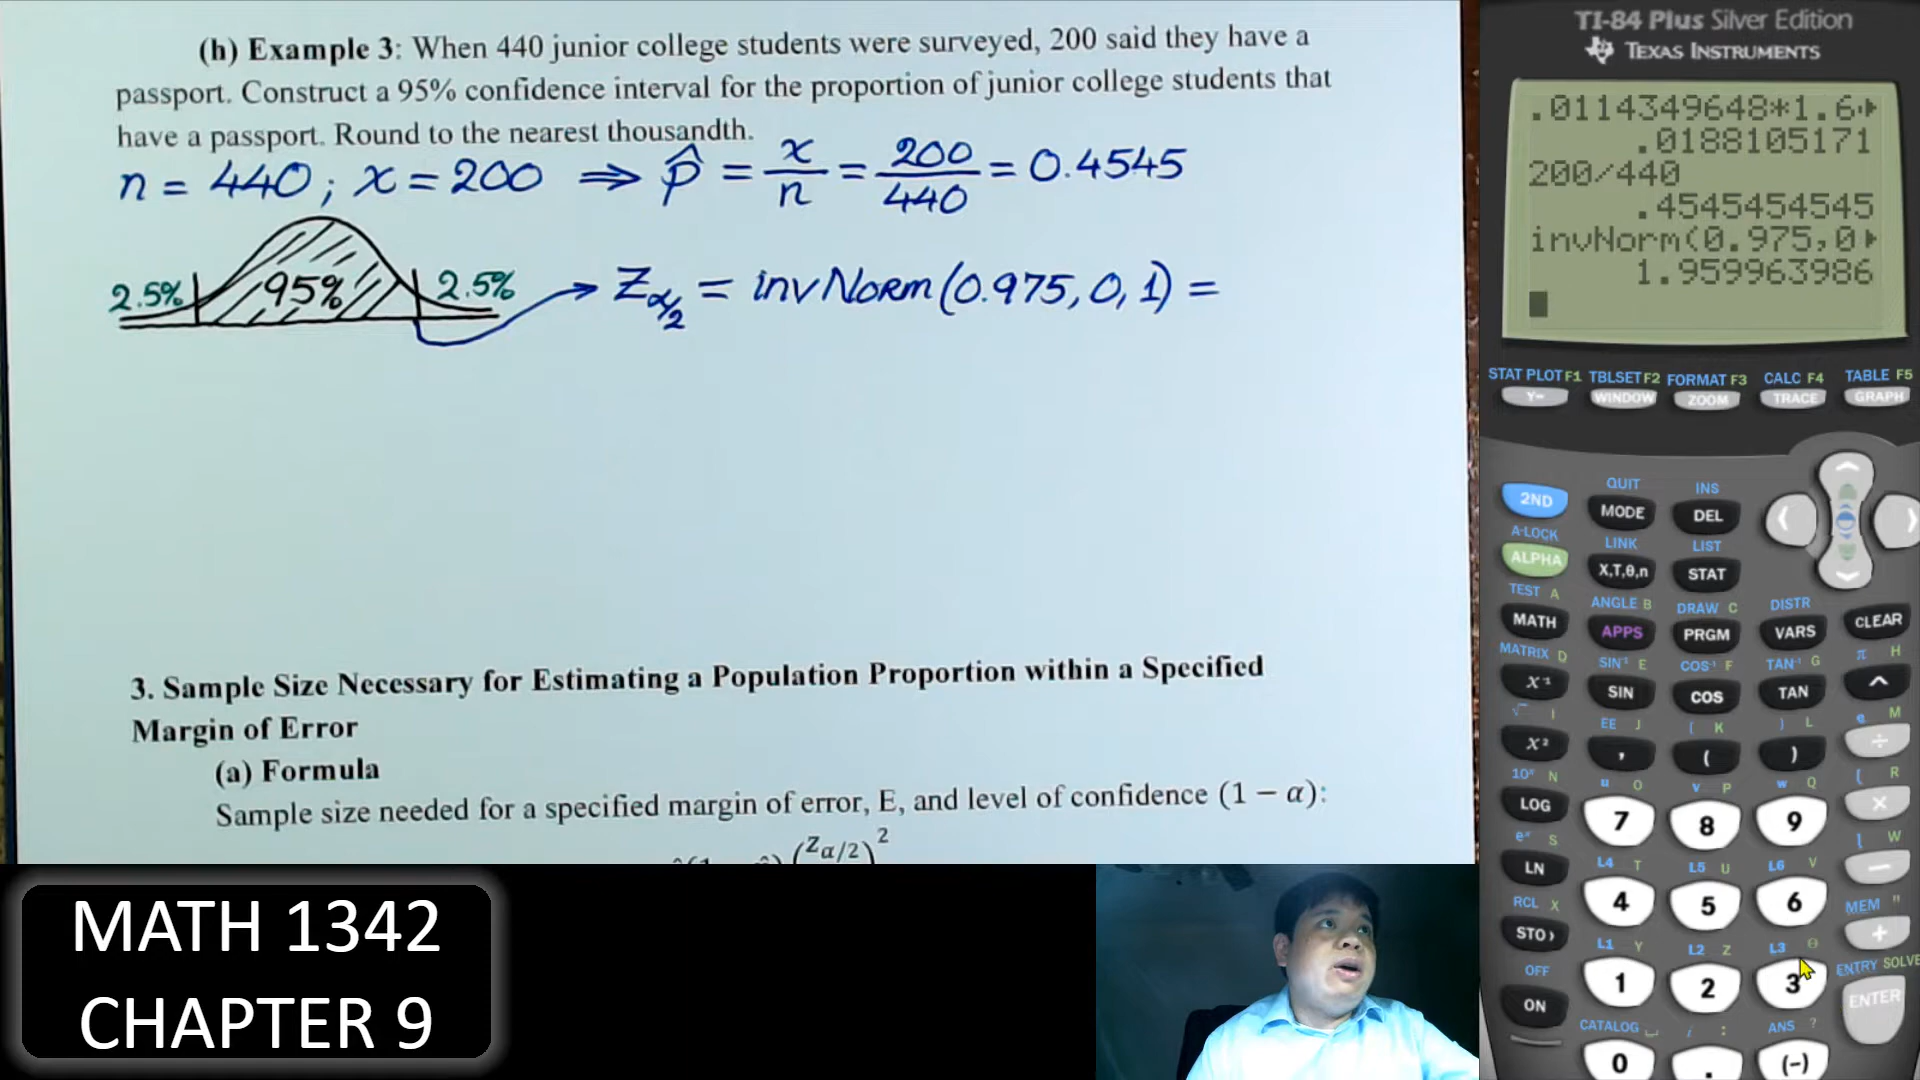 (h) Example 3: When 440 junior college students were surveyed, 200 said they have a
passport. Construct a 95% confidence interval for the proportion of junior college students that
have a passport. Round to the nearest thousandth.
n = 440; x = 200 ⇒ p̂ = x/n = 200/440 = 0.4545
2.5% 95% 2.5% → Zα/2 = invNorm(0.975, 0, 1) =
3. Sample Size Necessary for Estimating a Population Proportion within a Specified
Margin of Error
(a) Formula
Sample size needed for a specified margin of error, E, and level of confidence (1 − α):
(Zα/2)²
MATH 1342
CHAPTER 9
TI-84 Plus Silver Edition
TEXAS INSTRUMENTS
.0114349648*1.6
.0188105171
200/440
.4545454545
invNorm(0.975,0
1.959963986
STAT PLOT F1 TBLSET F2 FORMAT F3 CALC F4 TABLE F5
Y= WINDOW ZOOM TRACE GRAPH
QUIT INS
2ND MODE DEL
A-LOCK LINK LIST
ALPHA X,T,θ,n STAT
TEST A ANGLE B DRAW C DISTR
MATH APPS PRGM VARS CLEAR
MATRIX D SIN⁻¹ E COS⁻¹ F TAN⁻¹ G π H
x⁻¹ SIN COS TAN ^
√ I EE J { K } L e M
x² , ( ) ÷
10ˣ N u O v P w Q [ R
LOG 7 8 9 ×
eˣ S L4 T L5 U L6 V ] W
LN 4 5 6 −
RCL X L1 Y L2 Z L3 θ MEM "
STO› 1 2 3 +
OFF CATALOG i : ANS ? ENTRY SOLVE
ON 0 . (-) ENTER